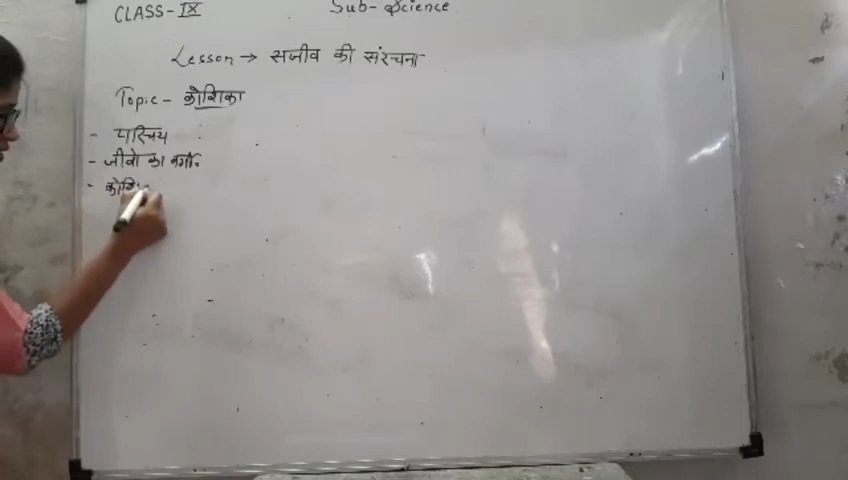 CLASS-IX Sub-Science
Lesson → सजीव की संरचना
Topic - कोशिका
- परिचय
- जीवो का वर्गी॰
- कोशि